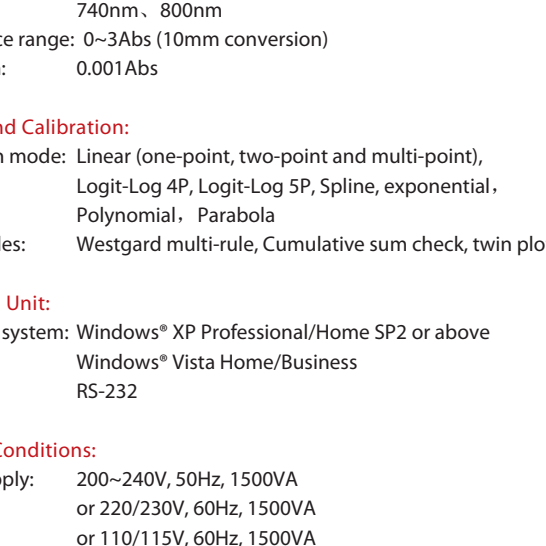 740nm、800nm
ce range: 0~3Abs (10mm conversion)
: 0.001Abs
nd Calibration:
n mode: Linear (one-point, two-point and multi-point),
Logit-Log 4P, Logit-Log 5P, Spline, exponential，
Polynomial，Parabola
les: Westgard multi-rule, Cumulative sum check, twin plo
Unit:
system: Windows® XP Professional/Home SP2 or above
Windows® Vista Home/Business
RS-232
Conditions:
ply: 200~240V, 50Hz, 1500VA
or 220/230V, 60Hz, 1500VA
or 110/115V, 60Hz, 1500VA